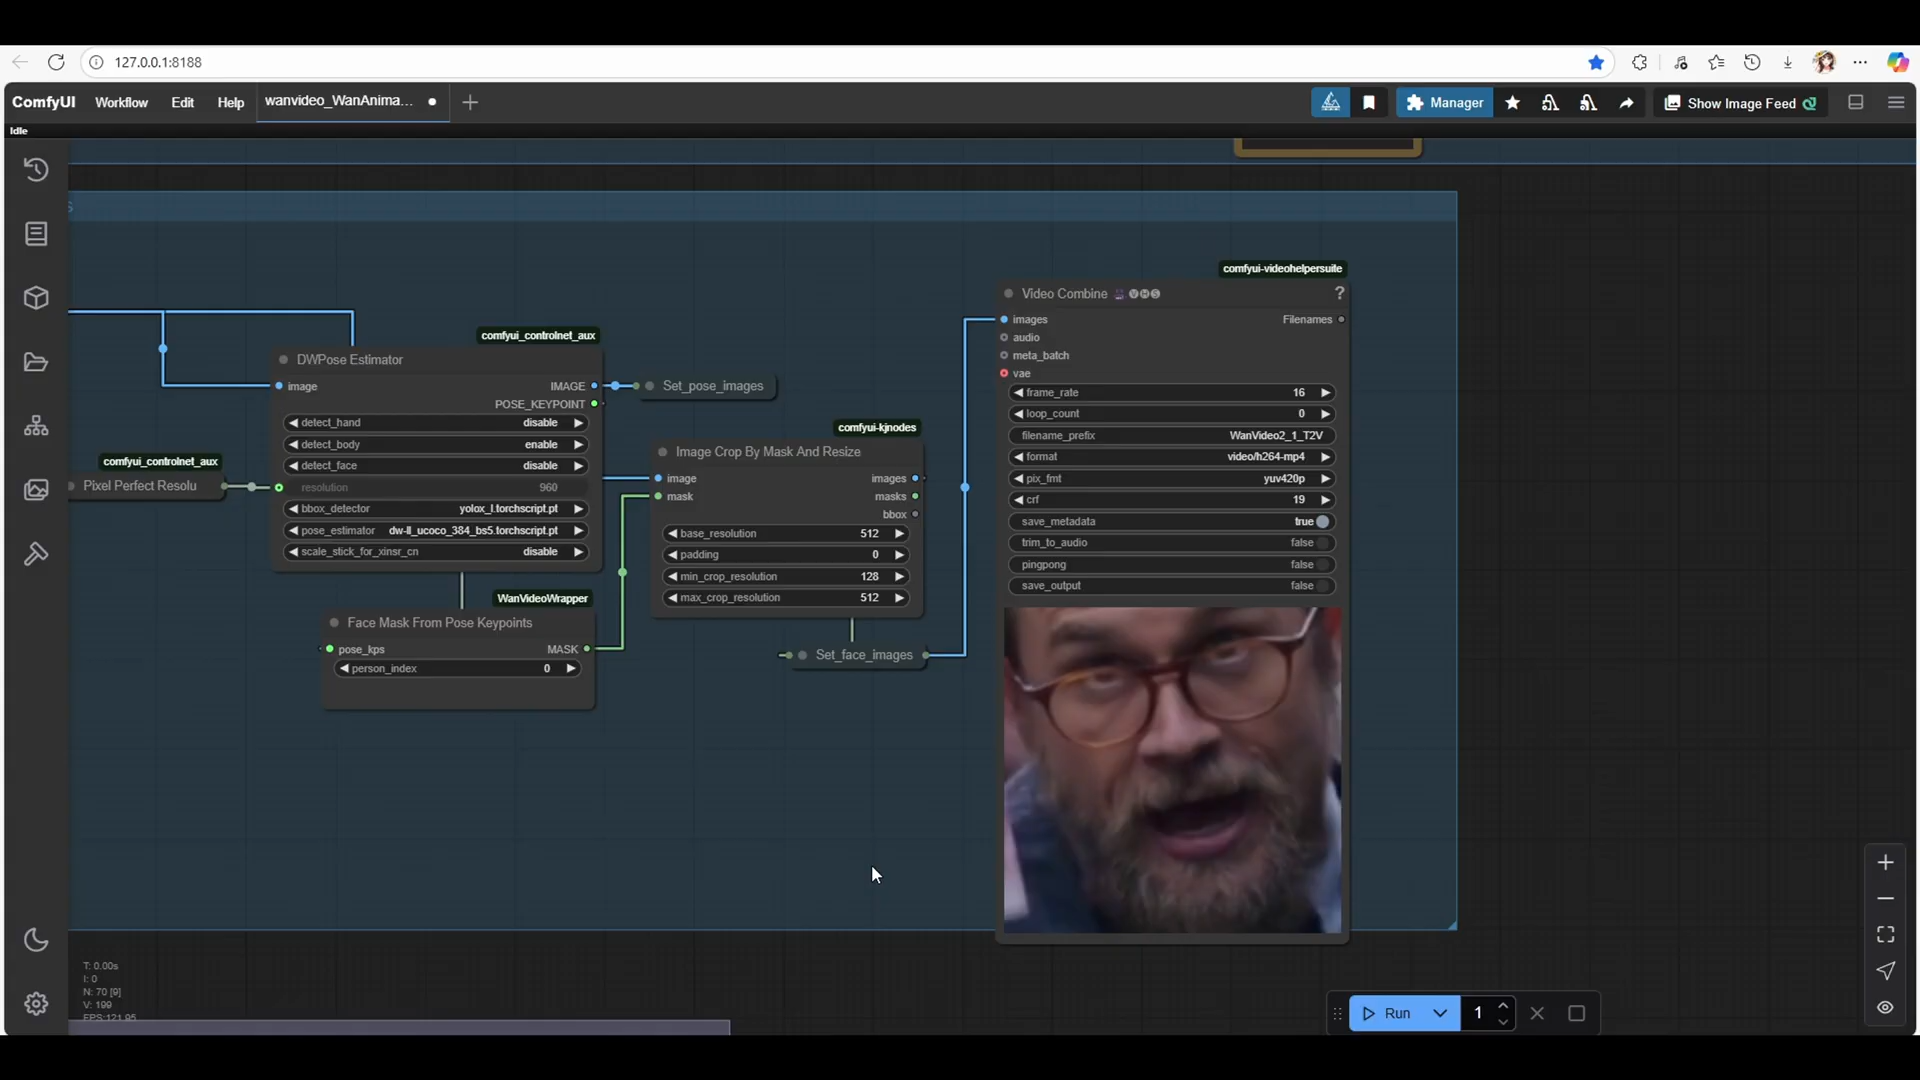 127.0.0.1:8188
ComfyUI Workflow Edit Help wanvideo_WanAnima...
Manager Show Image Feed
Idle
s
comfyui_controlnet_aux
DWPose Estimator
image IMAGE
POSE_KEYPOINT
detect_hand disable
detect_body enable
detect_face disable
resolution 960
bbox_detector yolox_l.torchscript.pt
pose_estimator dw-ll_ucoco_384_bs5.torchscript.pt
scale_stick_for_xinsr_cn disable
comfyui_controlnet_aux
Pixel Perfect Resolu
Set_pose_images
WanVideoWrapper
Face Mask From Pose Keypoints
pose_kps MASK
person_index 0
comfyui-kjnodes
Image Crop By Mask And Resize
image images
mask masks
bbox
base_resolution 512
padding 0
min_crop_resolution 128
max_crop_resolution 512
Set_face_images
comfyui-videohelpersuite
Video Combine VHS ?
images Filenames
audio
meta_batch
vae
frame_rate 16
loop_count 0
filename_prefix WanVideo2_1_T2V
format video/h264-mp4
pix_fmt yuv420p
crf 19
save_metadata true
trim_to_audio false
pingpong false
save_output false
T: 0.00s
I: 0
N: 70 [9]
V: 199
FPS:121.95
Run 1